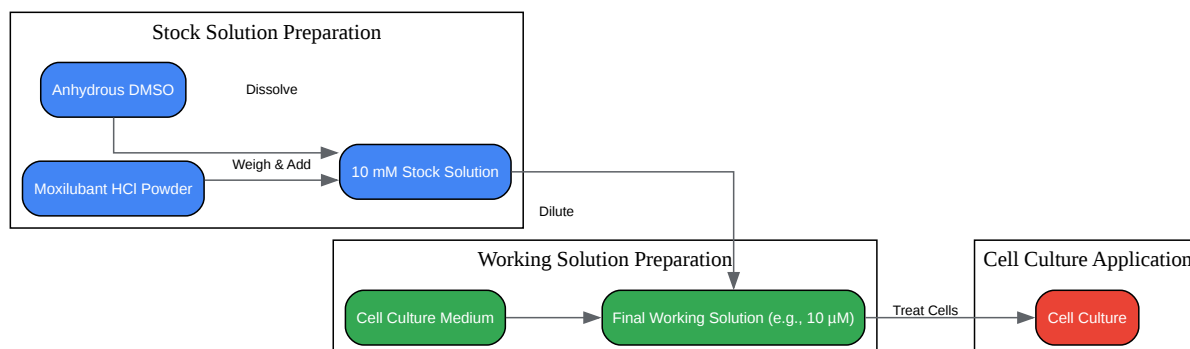 Stock Solution Preparation
Anhydrous DMSO
Dissolve
Weigh & Add
Moxilubant HCl Powder
10 mM Stock Solution
Dilute
Working Solution Preparation
Cell Culture Medium
Final Working Solution (e.g., 10 µM)
Treat Cells
Cell Culture Application
Cell Culture